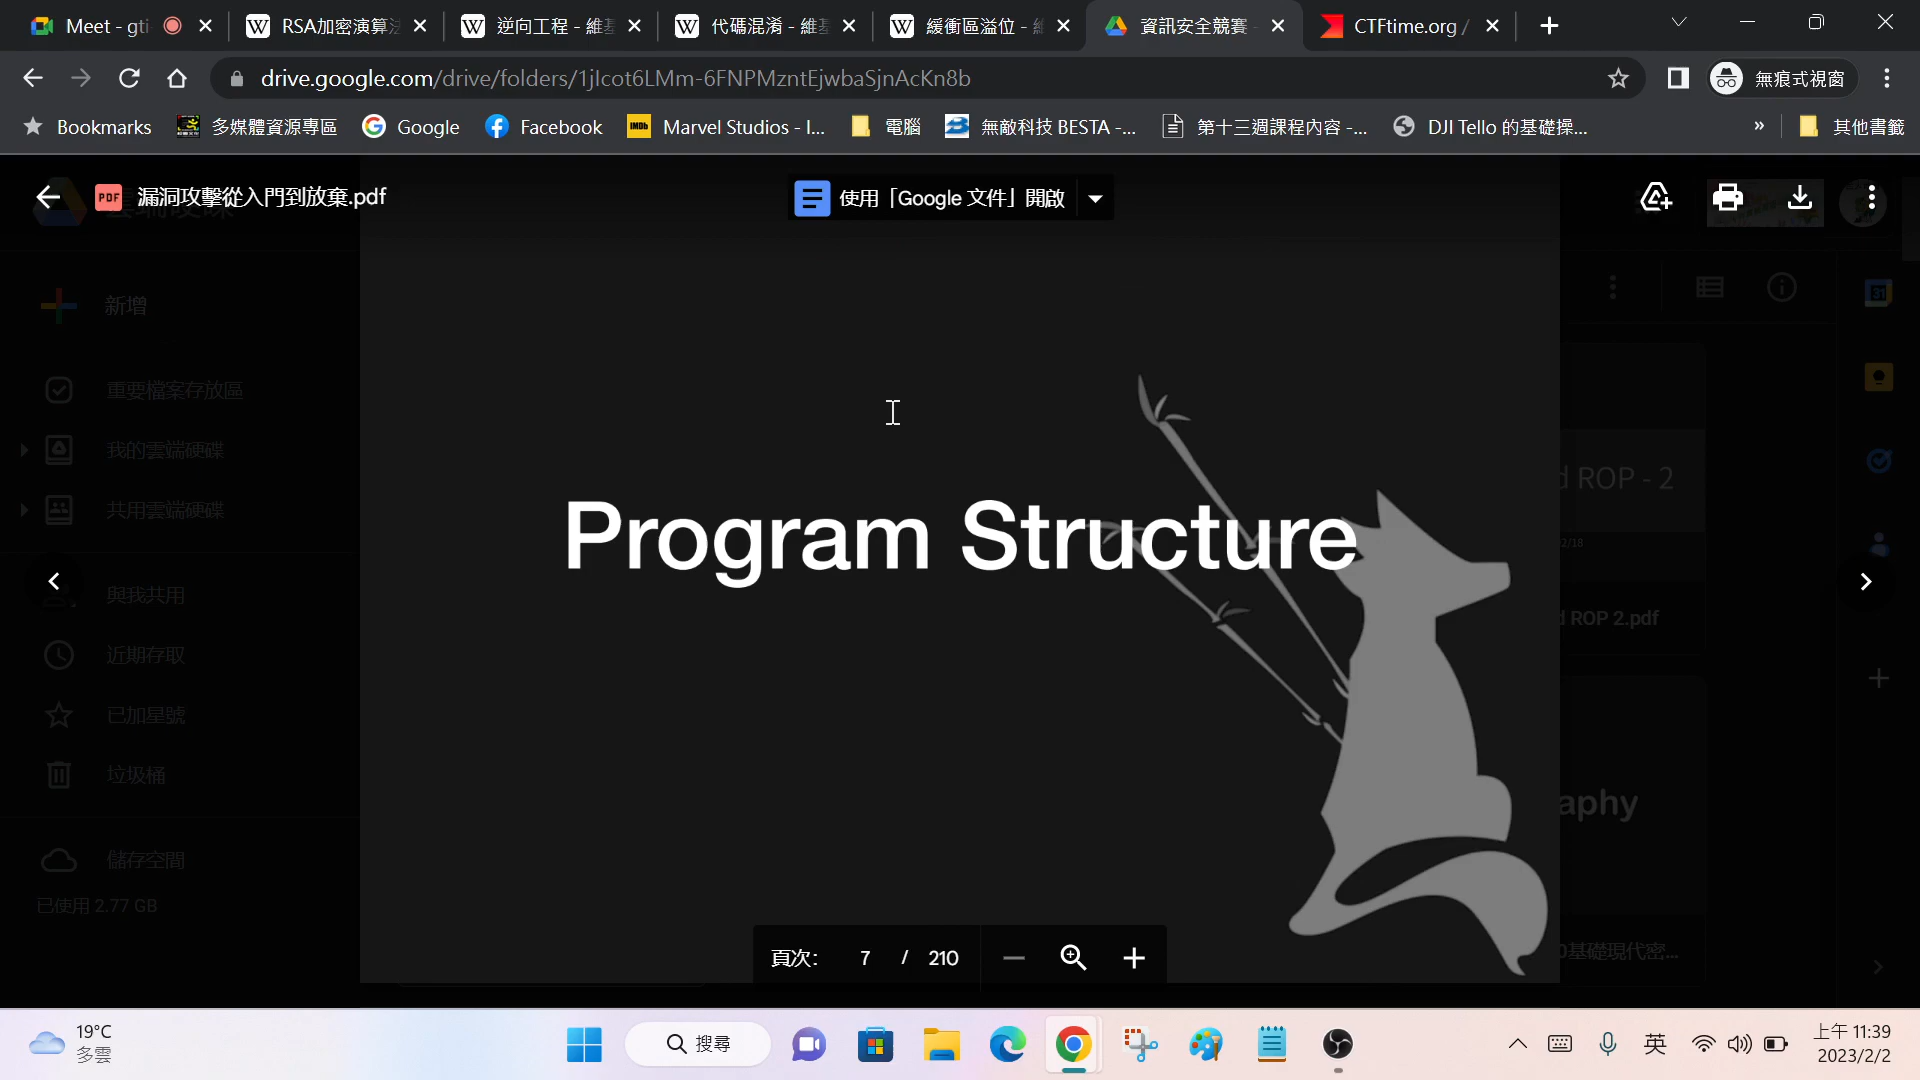 Meet - gti
RSA加密演算法
逆向工程 - 維基
代碼混淆 - 維基
緩衝區溢位 - 維
資訊安全競賽 -
CTFtime.org /
drive.google.com/drive/folders/1jIcot6LMm-6FNPMzntEjwbaSjnAcKn8b
無痕式視窗
Bookmarks
多媒體資源專區
Google
Facebook
Marvel Studios - I...
電腦
無敵科技 BESTA -...
第十三週課程內容 -...
DJI Tello 的基礎操...
»
其他書籤
PDF
漏洞攻擊從入門到放棄.pdf
使用「Google 文件」開啟
新增
重要檔案存放區
我的雲端硬碟
共用雲端硬碟
與我共用
近期存取
已加星號
垃圾桶
儲存空間
已使用 2.77 GB
Program Structure
d ROP - 2
2/18
d ROP 2.pdf
aphy
基礎現代密...
頁次: 7 / 210
19°C
多雲
搜尋
英
上午 11:39
2023/2/2